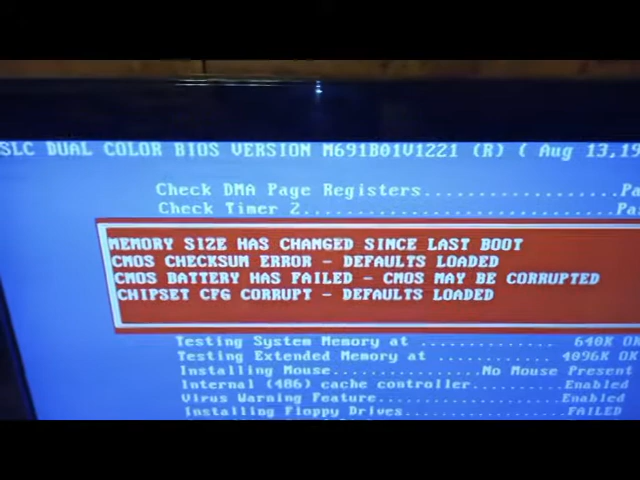 SLC DUAL COLOR BIOS VERSION M691B01V1221 (R) ( Aug 13,19
Check DMA Page Registers.....................Pa
Check Timer 2...................................Pa
MEMORY SIZE HAS CHANGED SINCE LAST BOOT
CMOS CHECKSUM ERROR - DEFAULTS LOADED
CMOS BATTERY HAS FAILED - CMOS MAY BE CORRUPTED
CHIPSET CFG CORRUPT - DEFAULTS LOADED
Testing System Memory at ............... 640K OK
Testing Extended Memory at ............ 4096K OK
Installing Mouse....................No Mouse Present
Internal (486) cache controller............Enabled
Virus Warning Feature........................Enabled
Installing Floppy Drives.....................FAILED